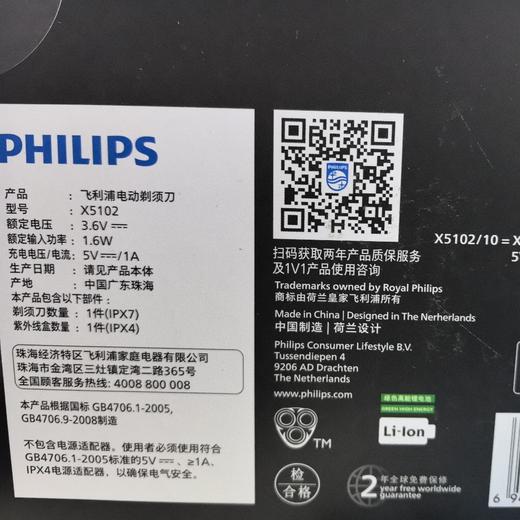 PHILIPS
产品 : 飞利浦电动剃须刀
型号 : X5102
额定电压 : 3.6V
额定输入功率 : 1.6W
充电电压/电流 : 5V /1A
生产日期 : 请见产品本体
产地 : 中国广东珠海
本产品包含以下部件 :
剃须刀数量 : 1件(IPX7)
紫外线盒数量 : 1件(IPX4)
珠海经济特区飞利浦家庭电器有限公司
珠海市金湾区三灶镇定湾二路365号
全国顾客服务热线: 4008 800 008
本产品根据国标 GB4706.1-2005,
GB4706.9-2008制造
不包含电源适配器。使用者必须使用符合
GB4706.1-2005标准的5V , ≥1A,
IPX4电源适配器, 以确保电气安全。
PHILIPS
扫码获取两年产品质保服务
及1V1产品使用咨询
Trademarks owned by Royal Philips
商标由荷兰皇家飞利浦所有
Made in China | Designed in The Netherlands
中国制造 | 荷兰设计
Philips Consumer Lifestyle B.V.
Tussendiepen 4
9206 AD Drachten
The Netherlands
www.philips.com
TM
绿色高能锂电池
GREEN HIGH ENERGY
Li-Ion
检
合格
2 年全球免费保修
year worldwide
guarantee
X5102/10 = X
5V
6 94